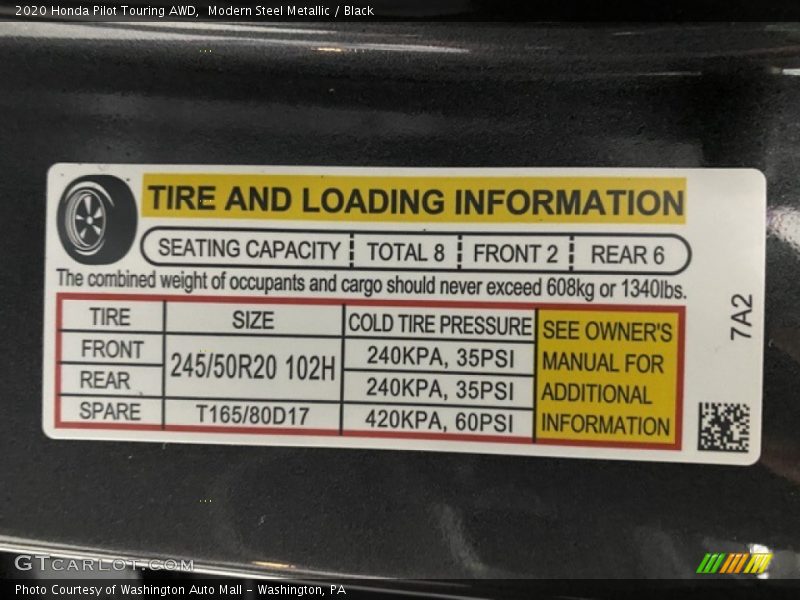 2020 Honda Pilot Touring AWD, Modern Steel Metallic / Black
TIRE AND LOADING INFORMATION
SEATING CAPACITY TOTAL 8 FRONT 2 REAR 6
The combined weight of occupants and cargo should never exceed 608kg or 1340lbs.
TIRE SIZE COLD TIRE PRESSURE
FRONT 245/50R20 102H 240KPA, 35PSI
REAR 240KPA, 35PSI
SPARE T165/80D17 420KPA, 60PSI
SEE OWNER'S
MANUAL FOR
ADDITIONAL
INFORMATION
7A2
GTCARLOT.COM
Photo Courtesy of Washington Auto Mall - Washington, PA